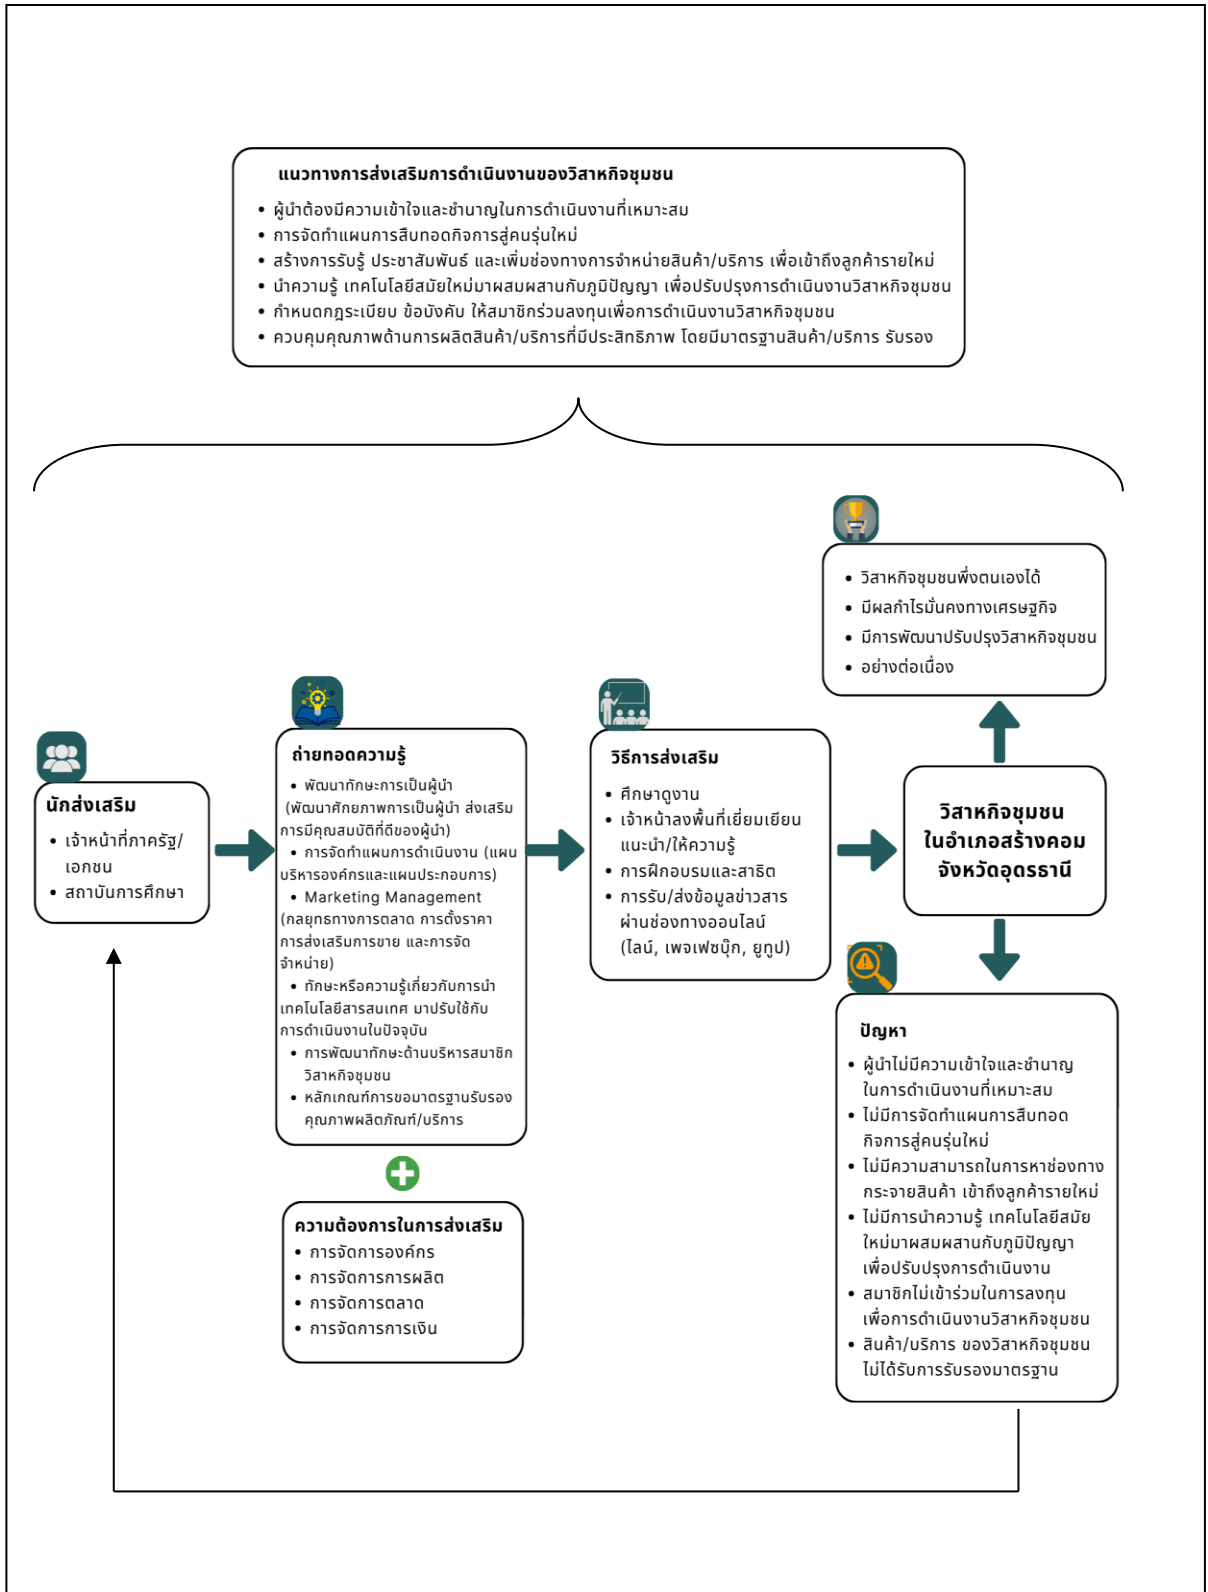 แนวทางการส่งเสริมการดำเนินงานของวิสาหกิจชุมชน
• ผู้นำต้องมีความเข้าใจและชำนาญในการดำเนินงานที่เหมาะสม
• การจัดทำแผนการสืบทอดกิจการสู่คนรุ่นใหม่
• สร้างการรับรู้ ประชาสัมพันธ์ และเพิ่มช่องทางการจำหน่ายสินค้า/บริการ เพื่อเข้าถึงลูกค้ารายใหม่
• นำความรู้ เทคโนโลยีสมัยใหม่มาผสมผสานกับภูมิปัญญา เพื่อปรับปรุงการดำเนินงานวิสาหกิจชุมชน
• กำหนดกฎระเบียบ ข้อบังคับ ให้สมาชิกร่วมลงทุนเพื่อการดำเนินงานวิสาหกิจชุมชน
• ควบคุมคุณภาพด้านการผลิตสินค้า/บริการที่มีประสิทธิภาพ โดยมีมาตรฐานสินค้า/บริการ รับรอง
นักส่งเสริม
• เจ้าหน้าที่ภาครัฐ/
เอกชน
• สถาบันการศึกษา
ถ่ายทอดความรู้
• พัฒนาทักษะการเป็นผู้นำ
(พัฒนาศักยภาพการเป็นผู้นำ ส่งเสริม
การมีคุณสมบัติที่ดีของผู้นำ)
• การจัดทำแผนการดำเนินงาน (แผน
บริหารองค์กรและแผนประกอบการ)
• Marketing Management
(กลยุทธทางการตลาด การตั้งราคา
การส่งเสริมการขาย และการจัด
จำหน่าย)
• ทักษะหรือความรู้เกี่ยวกับการนำ
เทคโนโลยีสารสนเทศ มาปรับใช้กับ
การดำเนินงานในปัจจุบัน
• การพัฒนาทักษะด้านบริหารสมาชิก
วิสาหกิจชุมชน
• หลักเกณฑ์การขอมาตรฐานรับรอง
คุณภาพผลิตภัณฑ์/บริการ
ความต้องการในการส่งเสริม
• การจัดการองค์กร
• การจัดการการผลิต
• การจัดการตลาด
• การจัดการการเงิน
วิธีการส่งเสริม
• ศึกษาดูงาน
• เจ้าหน้าลงพื้นที่เยี่ยมเยียน
แนะนำ/ให้ความรู้
• การฝึกอบรมและสาธิต
• การรับ/ส่งข้อมูลข่าวสาร
ผ่านช่องทางออนไลน์
(ไลน์, เพจเฟซบุ๊ก, ยูทูป)
• วิสาหกิจชุมชนพึ่งตนเองได้
• มีผลกำไรมั่นคงทางเศรษฐกิจ
• มีการพัฒนาปรับปรุงวิสาหกิจชุมชน
• อย่างต่อเนื่อง
วิสาหกิจชุมชน
ในอำเภอสร้างคอม
จังหวัดอุดรธานี
ปัญหา
• ผู้นำไม่มีความเข้าใจและชำนาญ
ในการดำเนินงานที่เหมาะสม
• ไม่มีการจัดทำแผนการสืบทอด
กิจการสู่คนรุ่นใหม่
• ไม่มีความสามารถในการหาช่องทาง
กระจายสินค้า เข้าถึงลูกค้ารายใหม่
• ไม่มีการนำความรู้ เทคโนโลยีสมัย
ใหม่มาผสมผสานกับภูมิปัญญา
เพื่อปรับปรุงการดำเนินงาน
• สมาชิกไม่เข้าร่วมในการลงทุน
เพื่อการดำเนินงานวิสาหกิจชุมชน
• สินค้า/บริการ ของวิสาหกิจชุมชน
ไม่ได้รับการรับรองมาตรฐาน